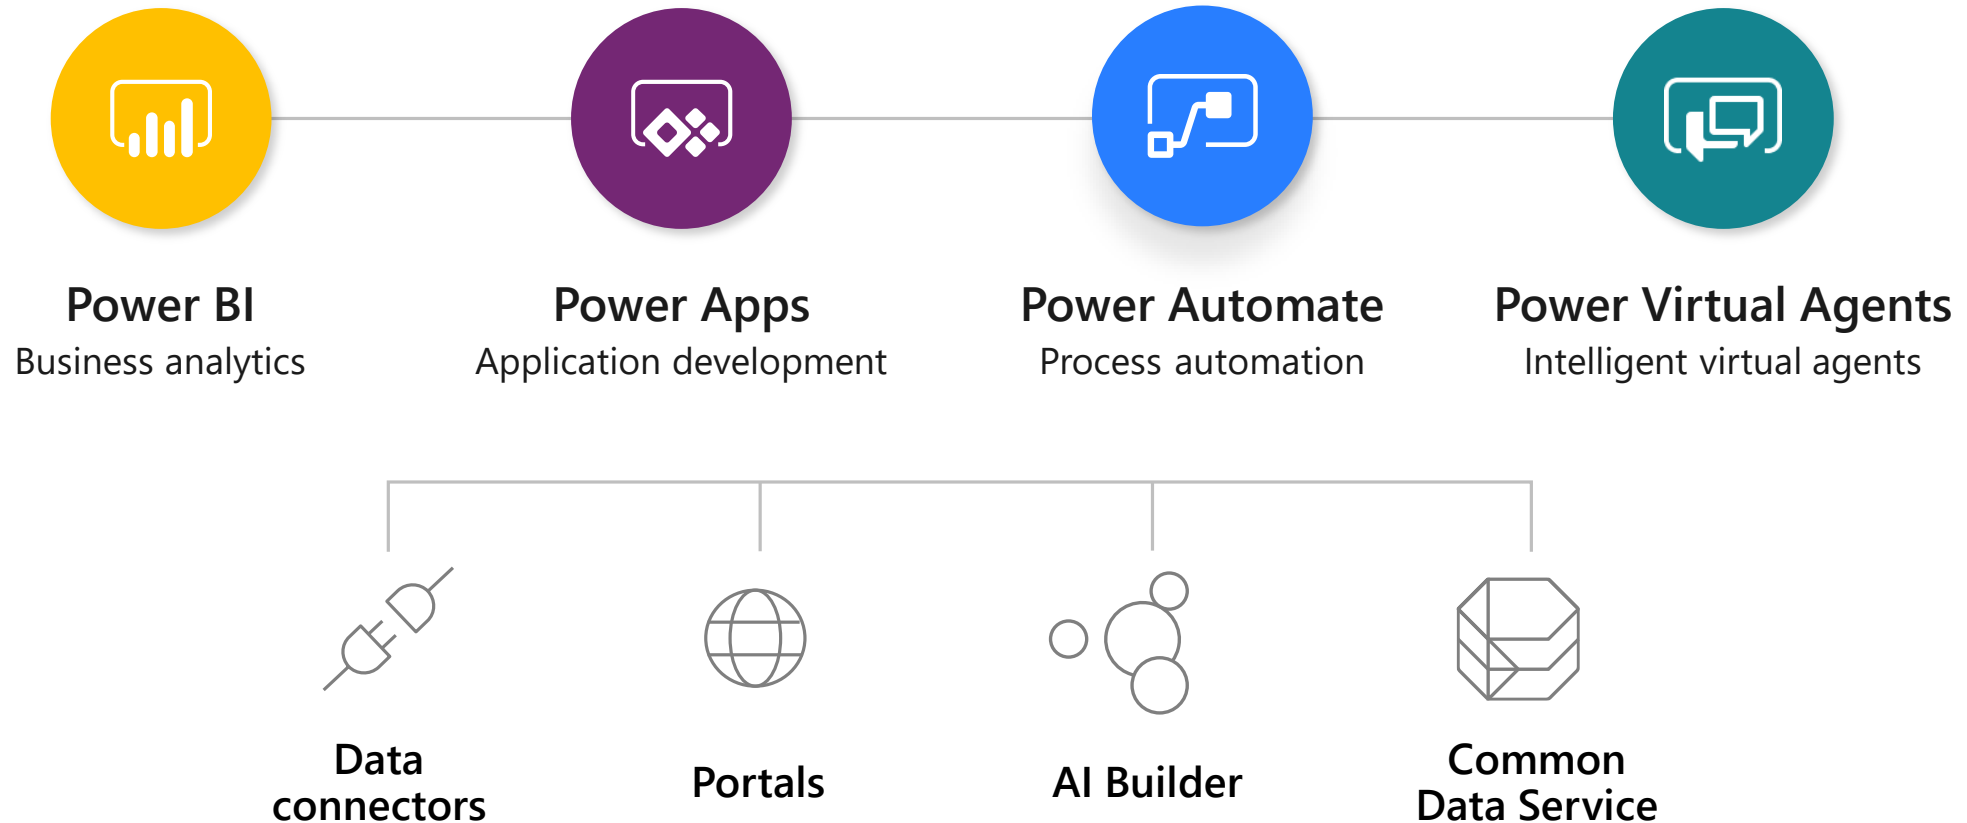 Power BI
Business analytics
Power Apps
Application development
Power Automate
Process automation
Power Virtual Agents
Intelligent virtual agents
Data
connectors
Portals
AI Builder
Common
Data Service